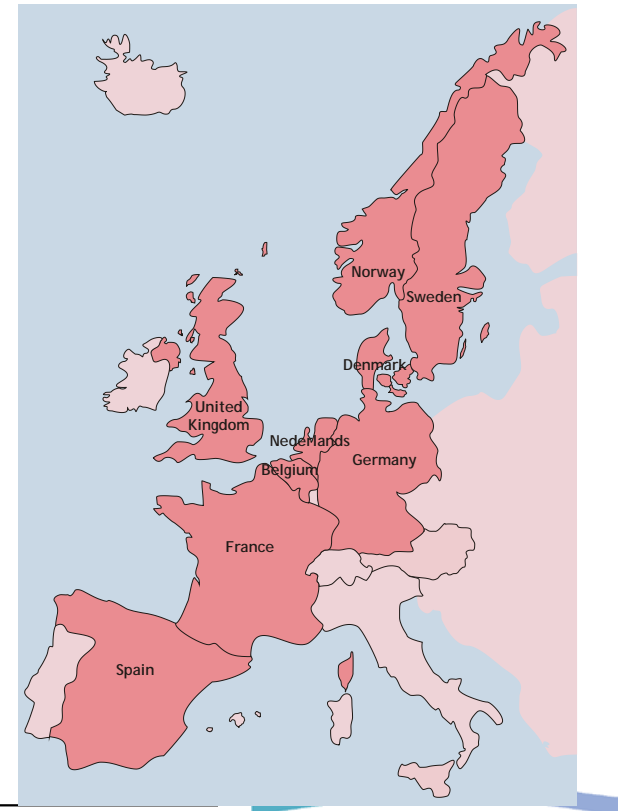 Norway
Sweden
Denmark
United
Kingdom
Nederlands
Belgium
Germany
France
Spain